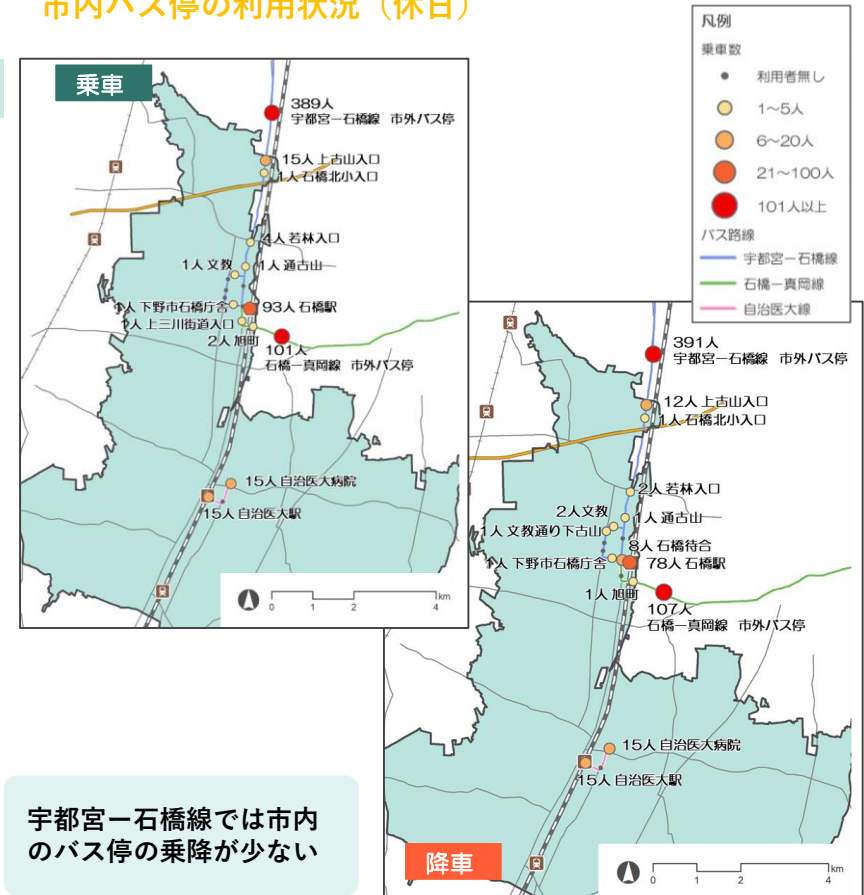 市内バス停の利用状況（休日）
凡例
乗車数
利用者無し
1～5人
6～20人
21～100人
101人以上
バス路線
宇都宮ー石橋線
石橋ー真岡線
自治医大線
乗車
389人
宇都宮ー石橋線 市外バス停
15人 上古山入口
1人 石橋北小入口
4人 若林入口
1人 文教
1人 通古山
1人 下野市石橋庁舎
93人 石橋駅
1人 上三川街道入口
2人 旭町
101人
石橋ー真岡線 市外バス停
15人 自治医大病院
15人 自治医大駅
0 1 2 4 km
391人
宇都宮ー石橋線 市外バス停
12人 上古山入口
1人 石橋北小入口
2人 若林入口
2人 文教
1人 通古山
1人 文教通り下古山
8人 石橋待合
1人 下野市石橋庁舎
78人 石橋駅
1人 旭町
107人
石橋ー真岡線 市外バス停
15人 自治医大病院
15人 自治医大駅
降車
0 1 2 4 km
宇都宮ー石橋線では市内
のバス停の乗降が少ない